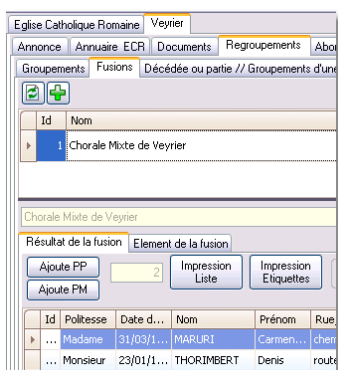 Eglise Catholique Romaine Veyrier
Annonce Annuaire ECR Documents Regroupements Abor
Groupements Fusions Décédée ou partie // Groupements d'une
Id Nom
1 Chorale Mixte de Veyrier
Chorale Mixte de Veyrier
Résultat de la fusion Element de la fusion
Ajoute PP 2 Impression Liste Impression Etiquettes
Ajoute PM
Id Politesse Date d... Nom Prénom Rue,
... Madame 31/03/1... MARURI Carmen... chem
... Monsieur 23/01/1... THORIMBERT Denis route